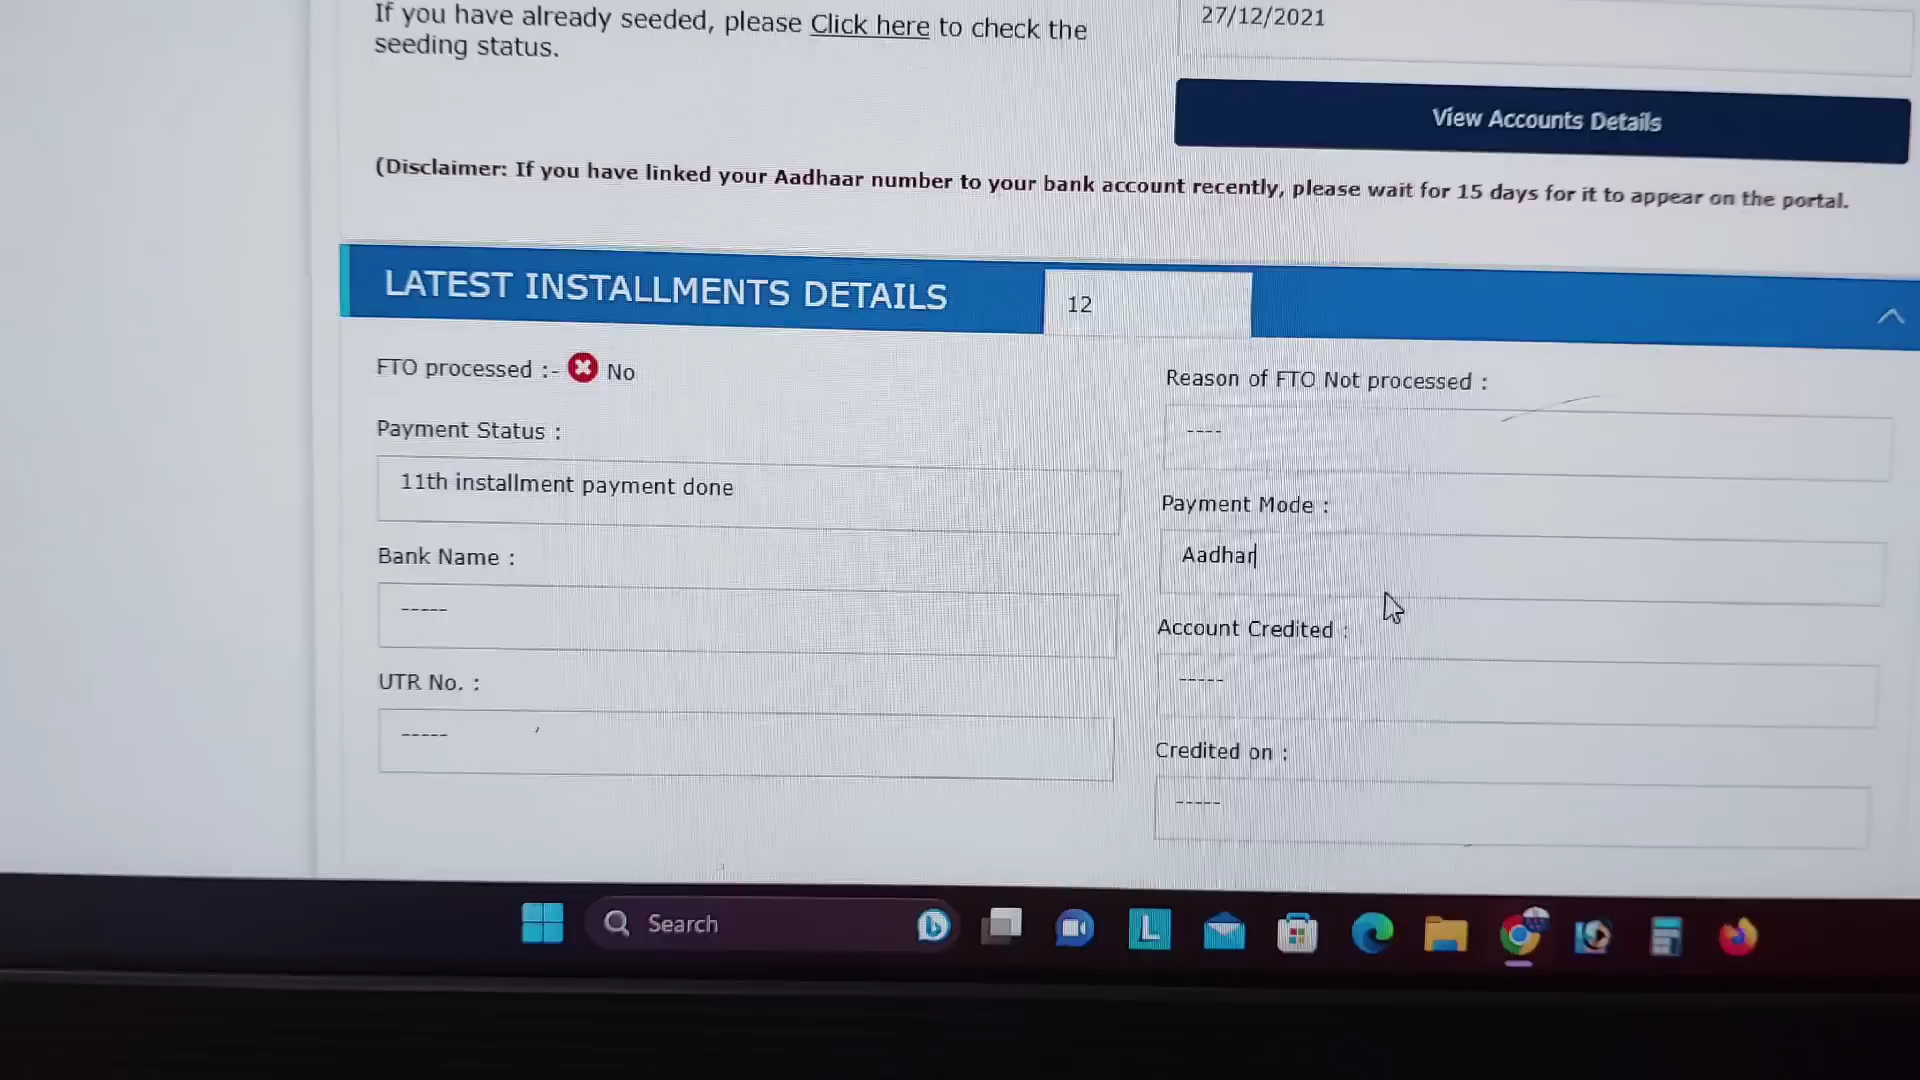 If you have already seeded, please Click here to check the
seeding status.
27/12/2021
View Accounts Details
(Disclaimer: If you have linked your Aadhaar number to your bank account recently, please wait for 15 days for it to appear on the portal.
LATEST INSTALLMENTS DETAILS
12
FTO processed :- No
Reason of FTO Not processed :
----
Payment Status :
11th installment payment done
Payment Mode :
Aadhar
Bank Name :
-----
Account Credited :
-----
UTR No. :
-----
Credited on :
-----
Search
L